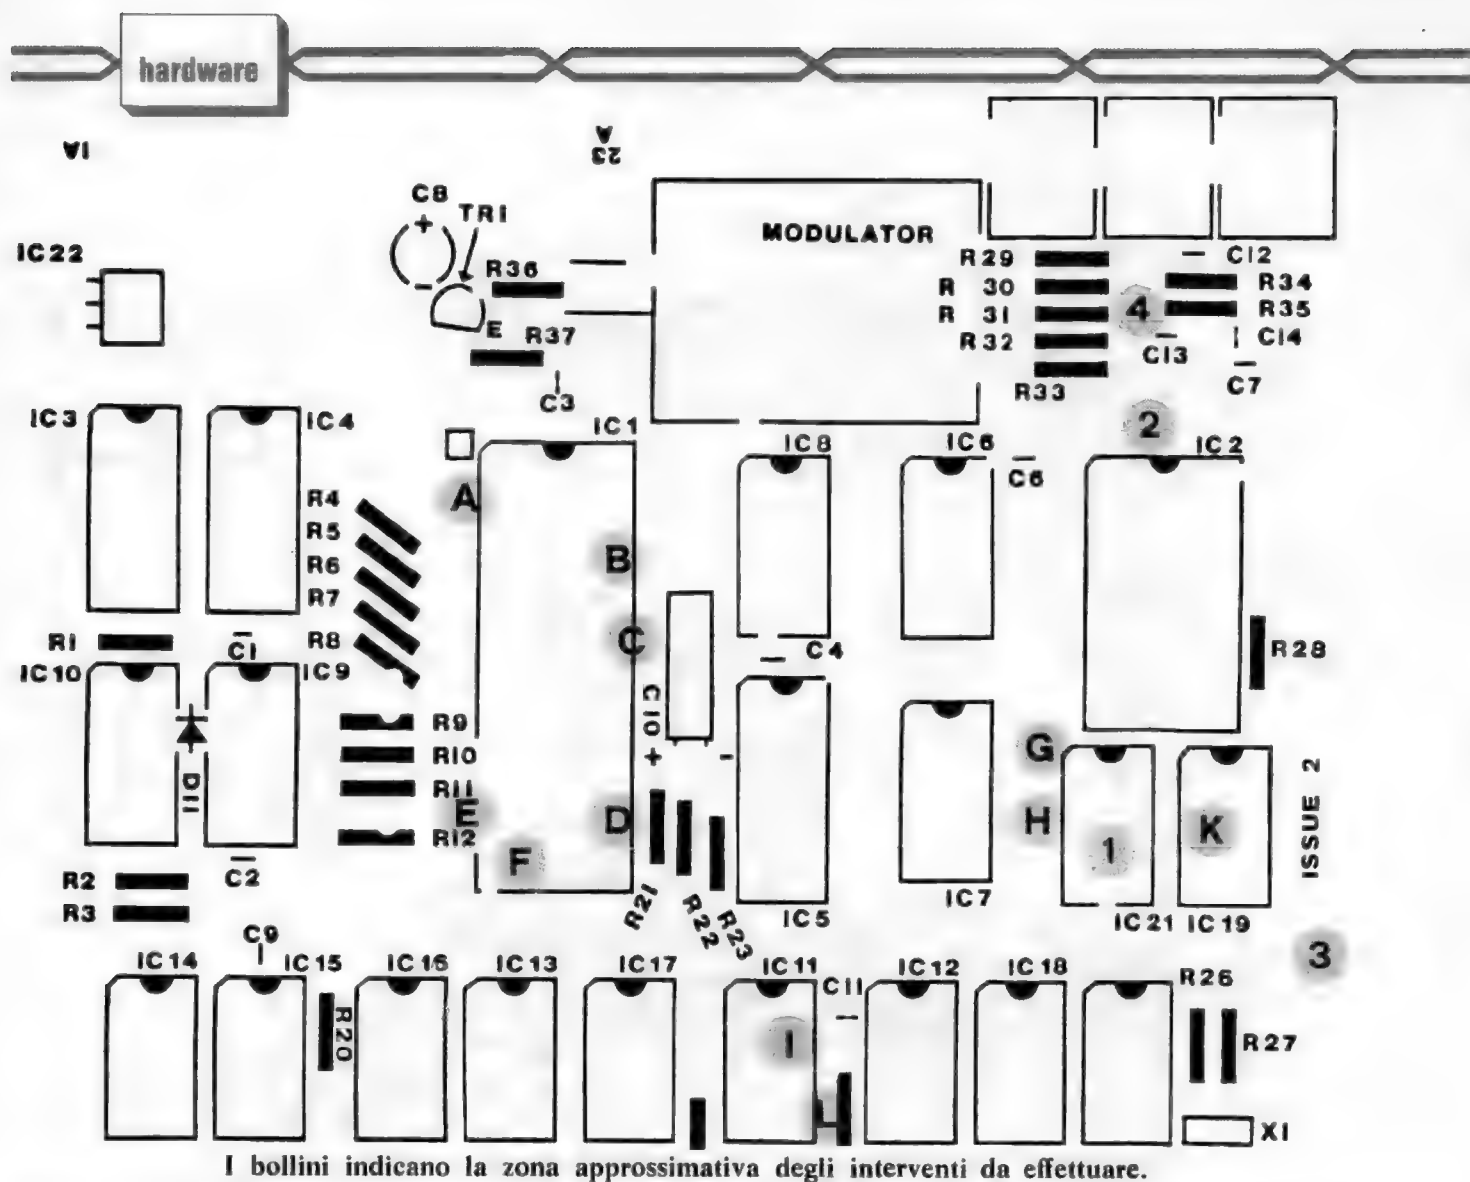 hardware
A1
A
23
C8
TR1
MODULATOR
IC22
R36
E
R37
C3
R29
R 30
R 31
R32
R33
C12
R34
R35
4
C13
C14
C7
2
IC3
IC4
IC1
IC8
IC6
C6
IC2
A
R4
R5
R6
R7
R8
B
C
R1
C1
C4
R28
IC10
IC9
C10
+
-
R9
R10
R11
R12
D11
E
D
F
G
H
1
K
ISSUE 2
C2
R2
R3
R21
R22
R23
IC5
IC7
IC21
IC19
3
C9
IC14
IC15
IC16
IC13
IC17
IC11
C11
IC12
IC18
R26
R20
I
R27
X1
I bollini indicano la zona approssimativa degli interventi da effettuare.